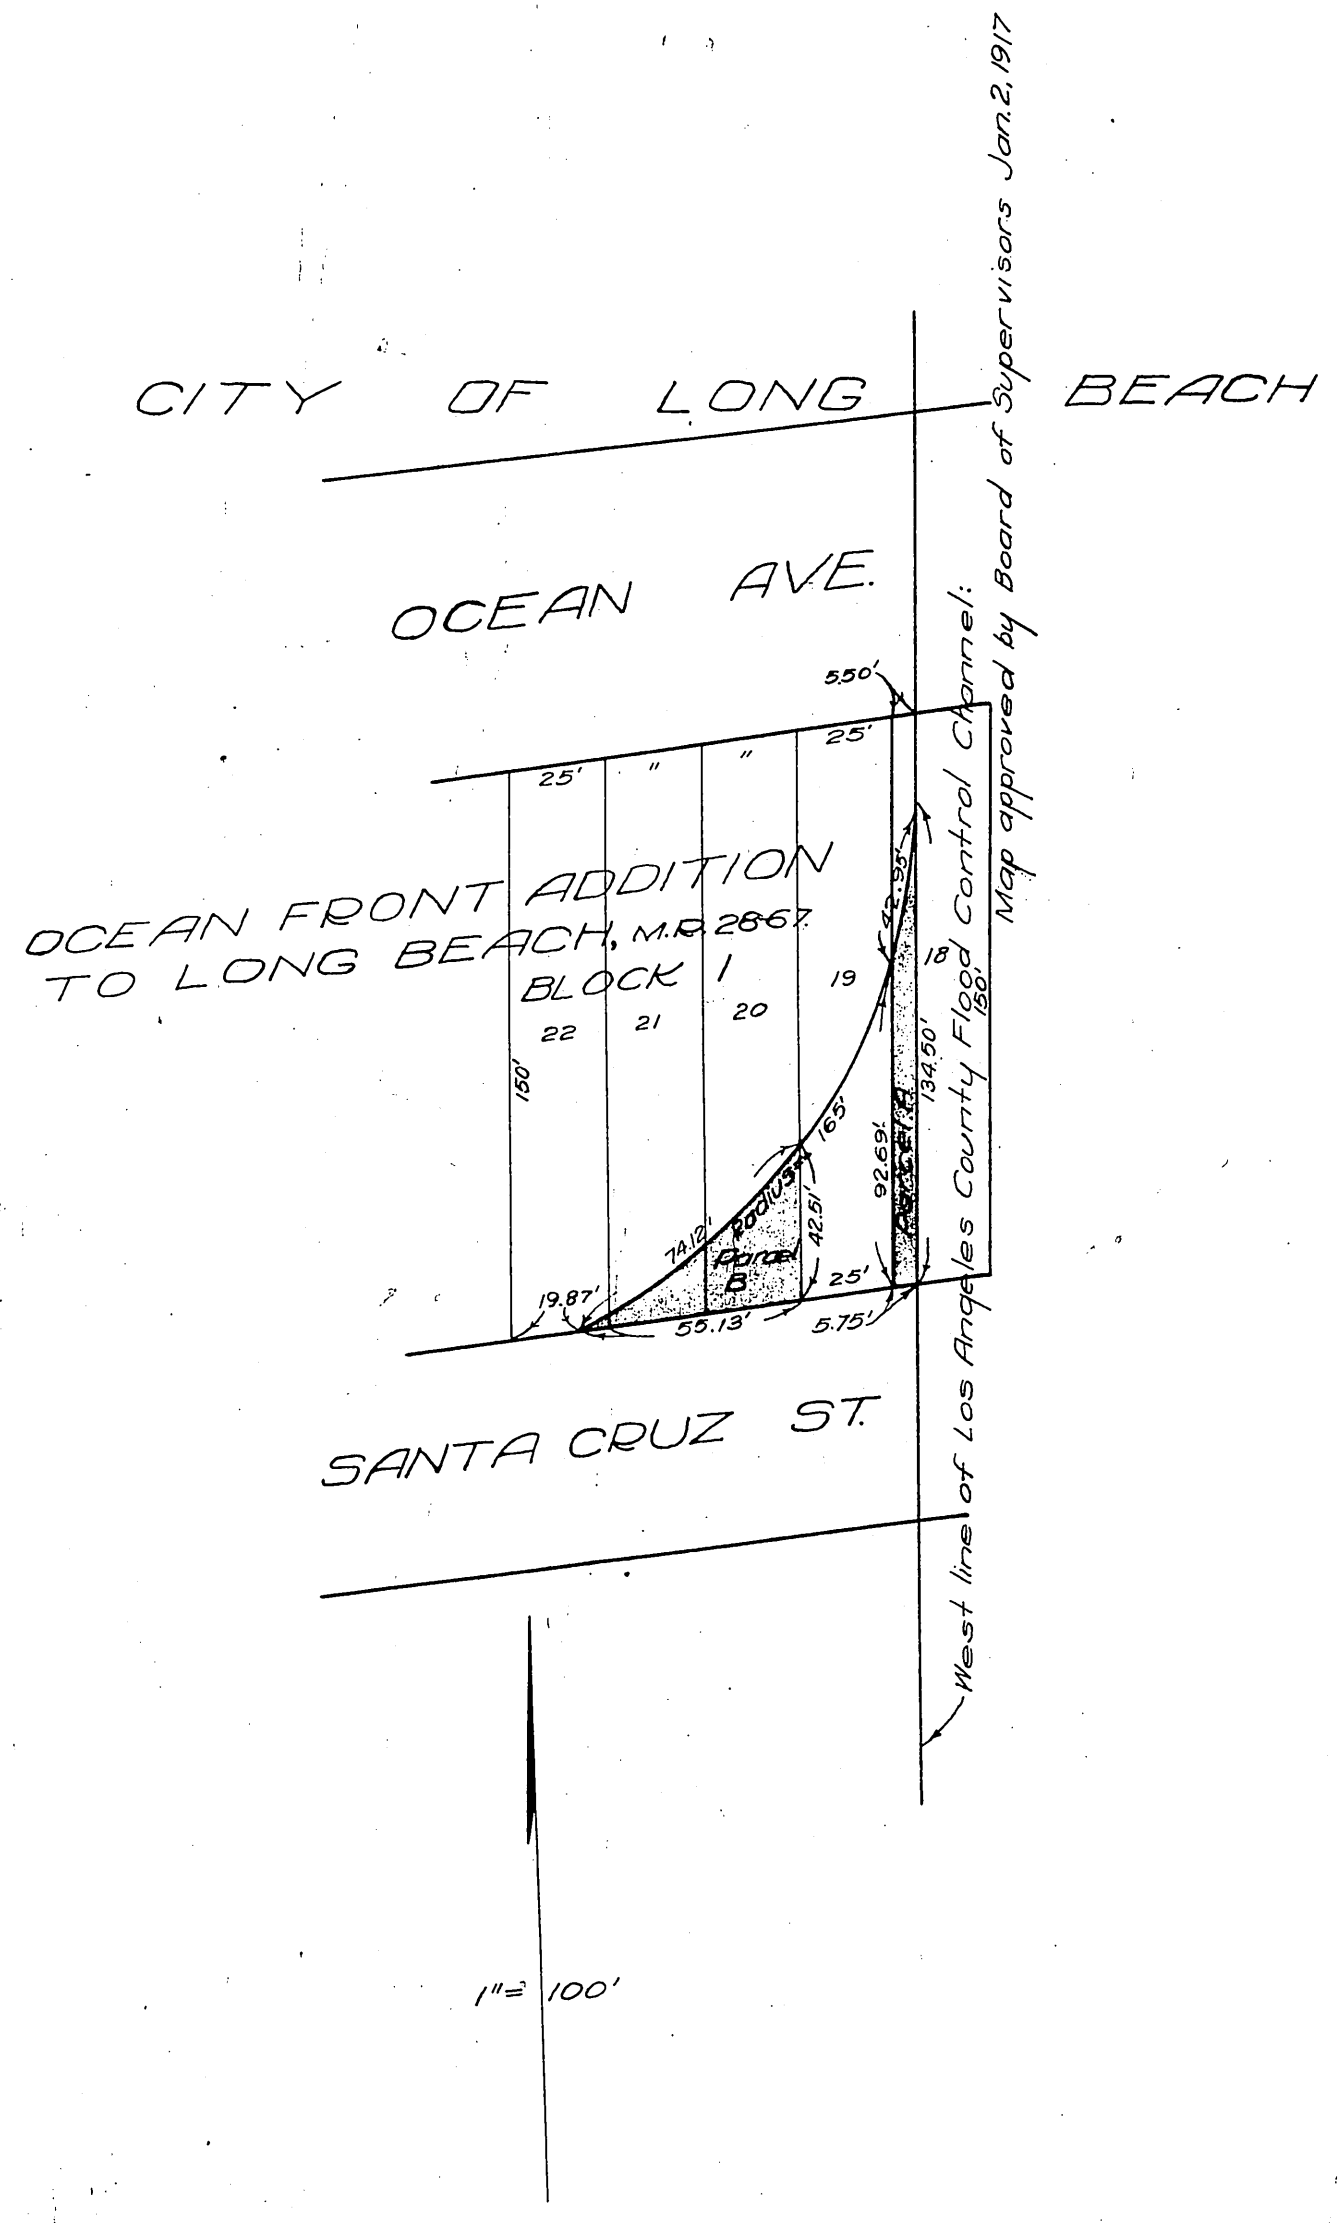 CITY OF LONG BEACH
OCEAN AVE.
5.50'
25' " " 25'
OCEAN FRONT ADDITION
TO LONG BEACH, M.R. 28-67.
BLOCK 1
22 21 20 19 18
150'
42.95'
134.50'
150'
165'
Radius=
92.69'
Parcel A
74.12'
42.51'
Parcel
B
25'
19.87'
55.13'
5.75'
SANTA CRUZ ST.
West line of Los Angeles County Flood Control Channel:
Map approved by Board of Supervisors Jan. 2, 1917
1"= 100'